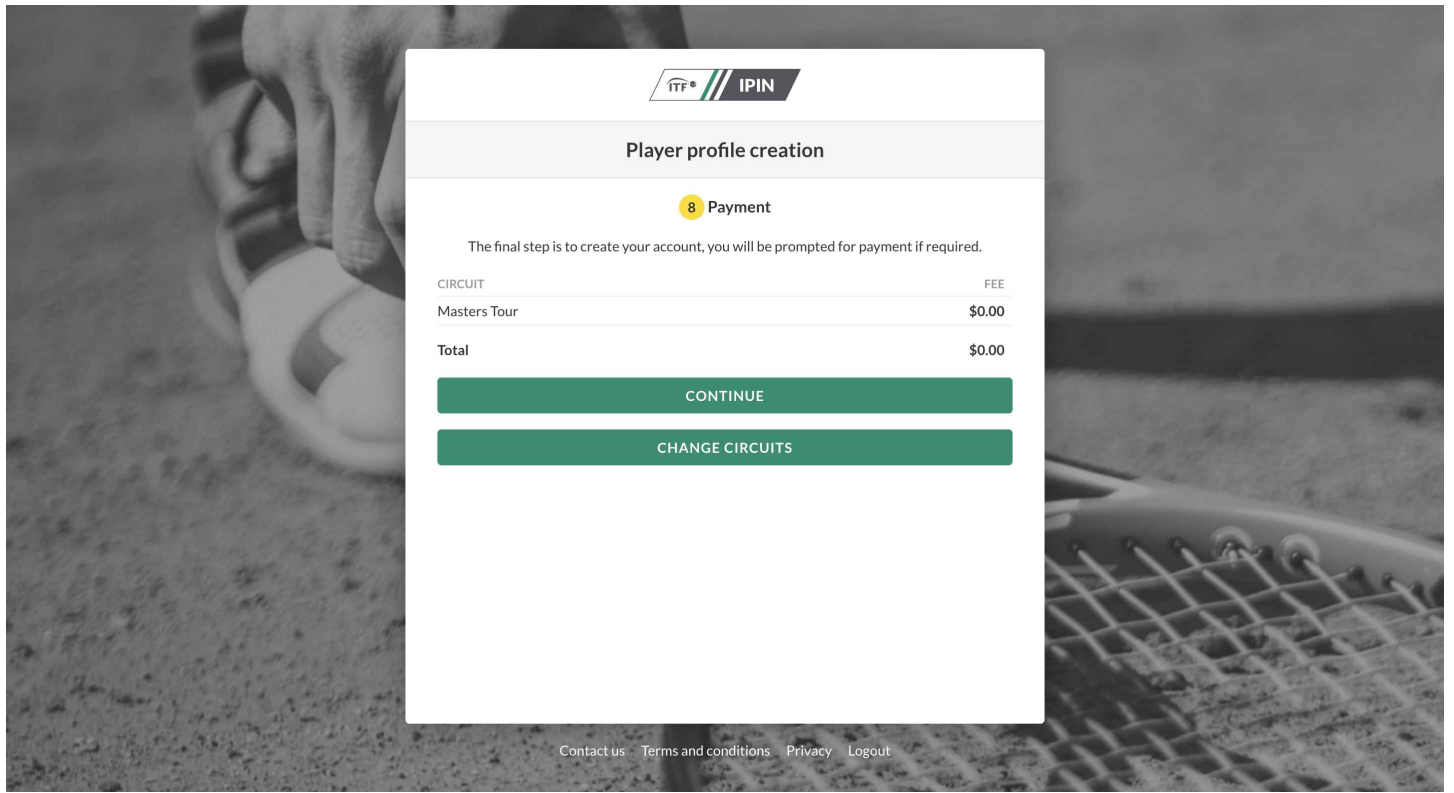 ITF IPIN
Player profile creation
8 Payment
The final step is to create your account, you will be prompted for payment if required.
CIRCUIT FEE
Masters Tour $0.00
Total $0.00
CONTINUE
CHANGE CIRCUITS
Contact us Terms and conditions Privacy Logout